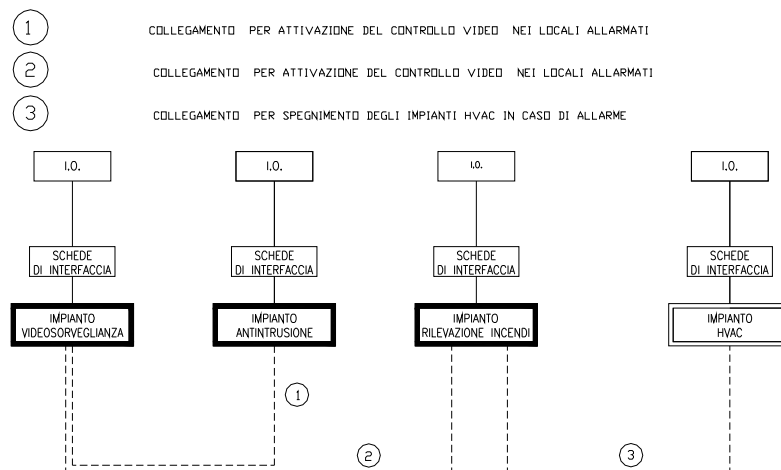 1 COLLEGAMENTO PER ATTIVAZIONE DEL CONTROLLO VIDEO NEI LOCALI ALLARMATI
2 COLLEGAMENTO PER ATTIVAZIONE DEL CONTROLLO VIDEO NEI LOCALI ALLARMATI
3 COLLEGAMENTO PER SPEGNIMENTO DEGLI IMPIANTI HVAC IN CASO DI ALLARME
I.O. I.O. I.O. I.O.
SCHEDE SCHEDE SCHEDE SCHEDE
DI INTERFACCIA DI INTERFACCIA DI INTERFACCIA DI INTERFACCIA
IMPIANTO IMPIANTO IMPIANTO IMPIANTO
VIDEOSORVEGLIANZA ANTINTRUSIONE RILEVAZIONE INCENDI HVAC
1
2 3